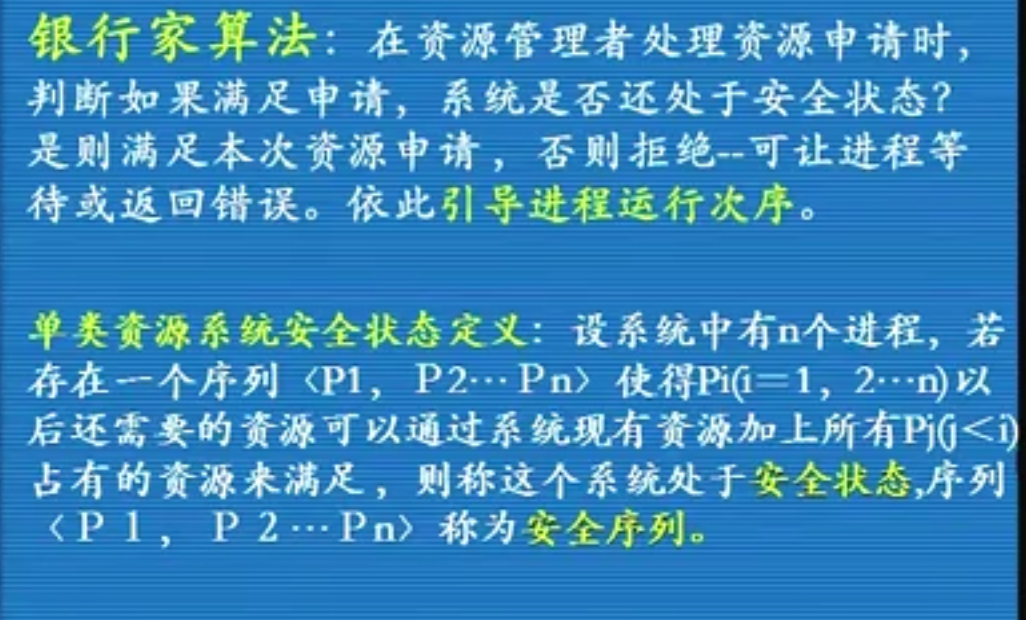 银行家算法：在资源管理者处理资源申请时，
判断如果满足申请，系统是否还处于安全状态？
是则满足本次资源申请，否则拒绝--可让进程等
待或返回错误。依此引导进程运行次序。
单类资源系统安全状态定义：设系统中有n个进程，若
存在一个序列〈P1，P2…Pn〉使得Pi(i=1，2…n)以
后还需要的资源可以通过系统现有资源加上所有Pj(j<i)
占有的资源来满足，则称这个系统处于安全状态,序列
〈P1，P2…Pn〉称为安全序列。